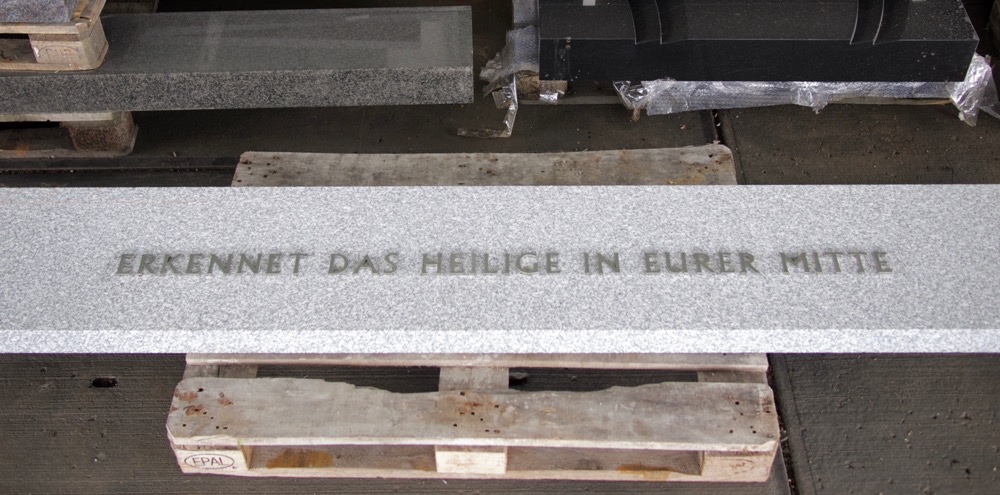 ERKENNET DAS HEILIGE IN EURER MITTE
EPAL